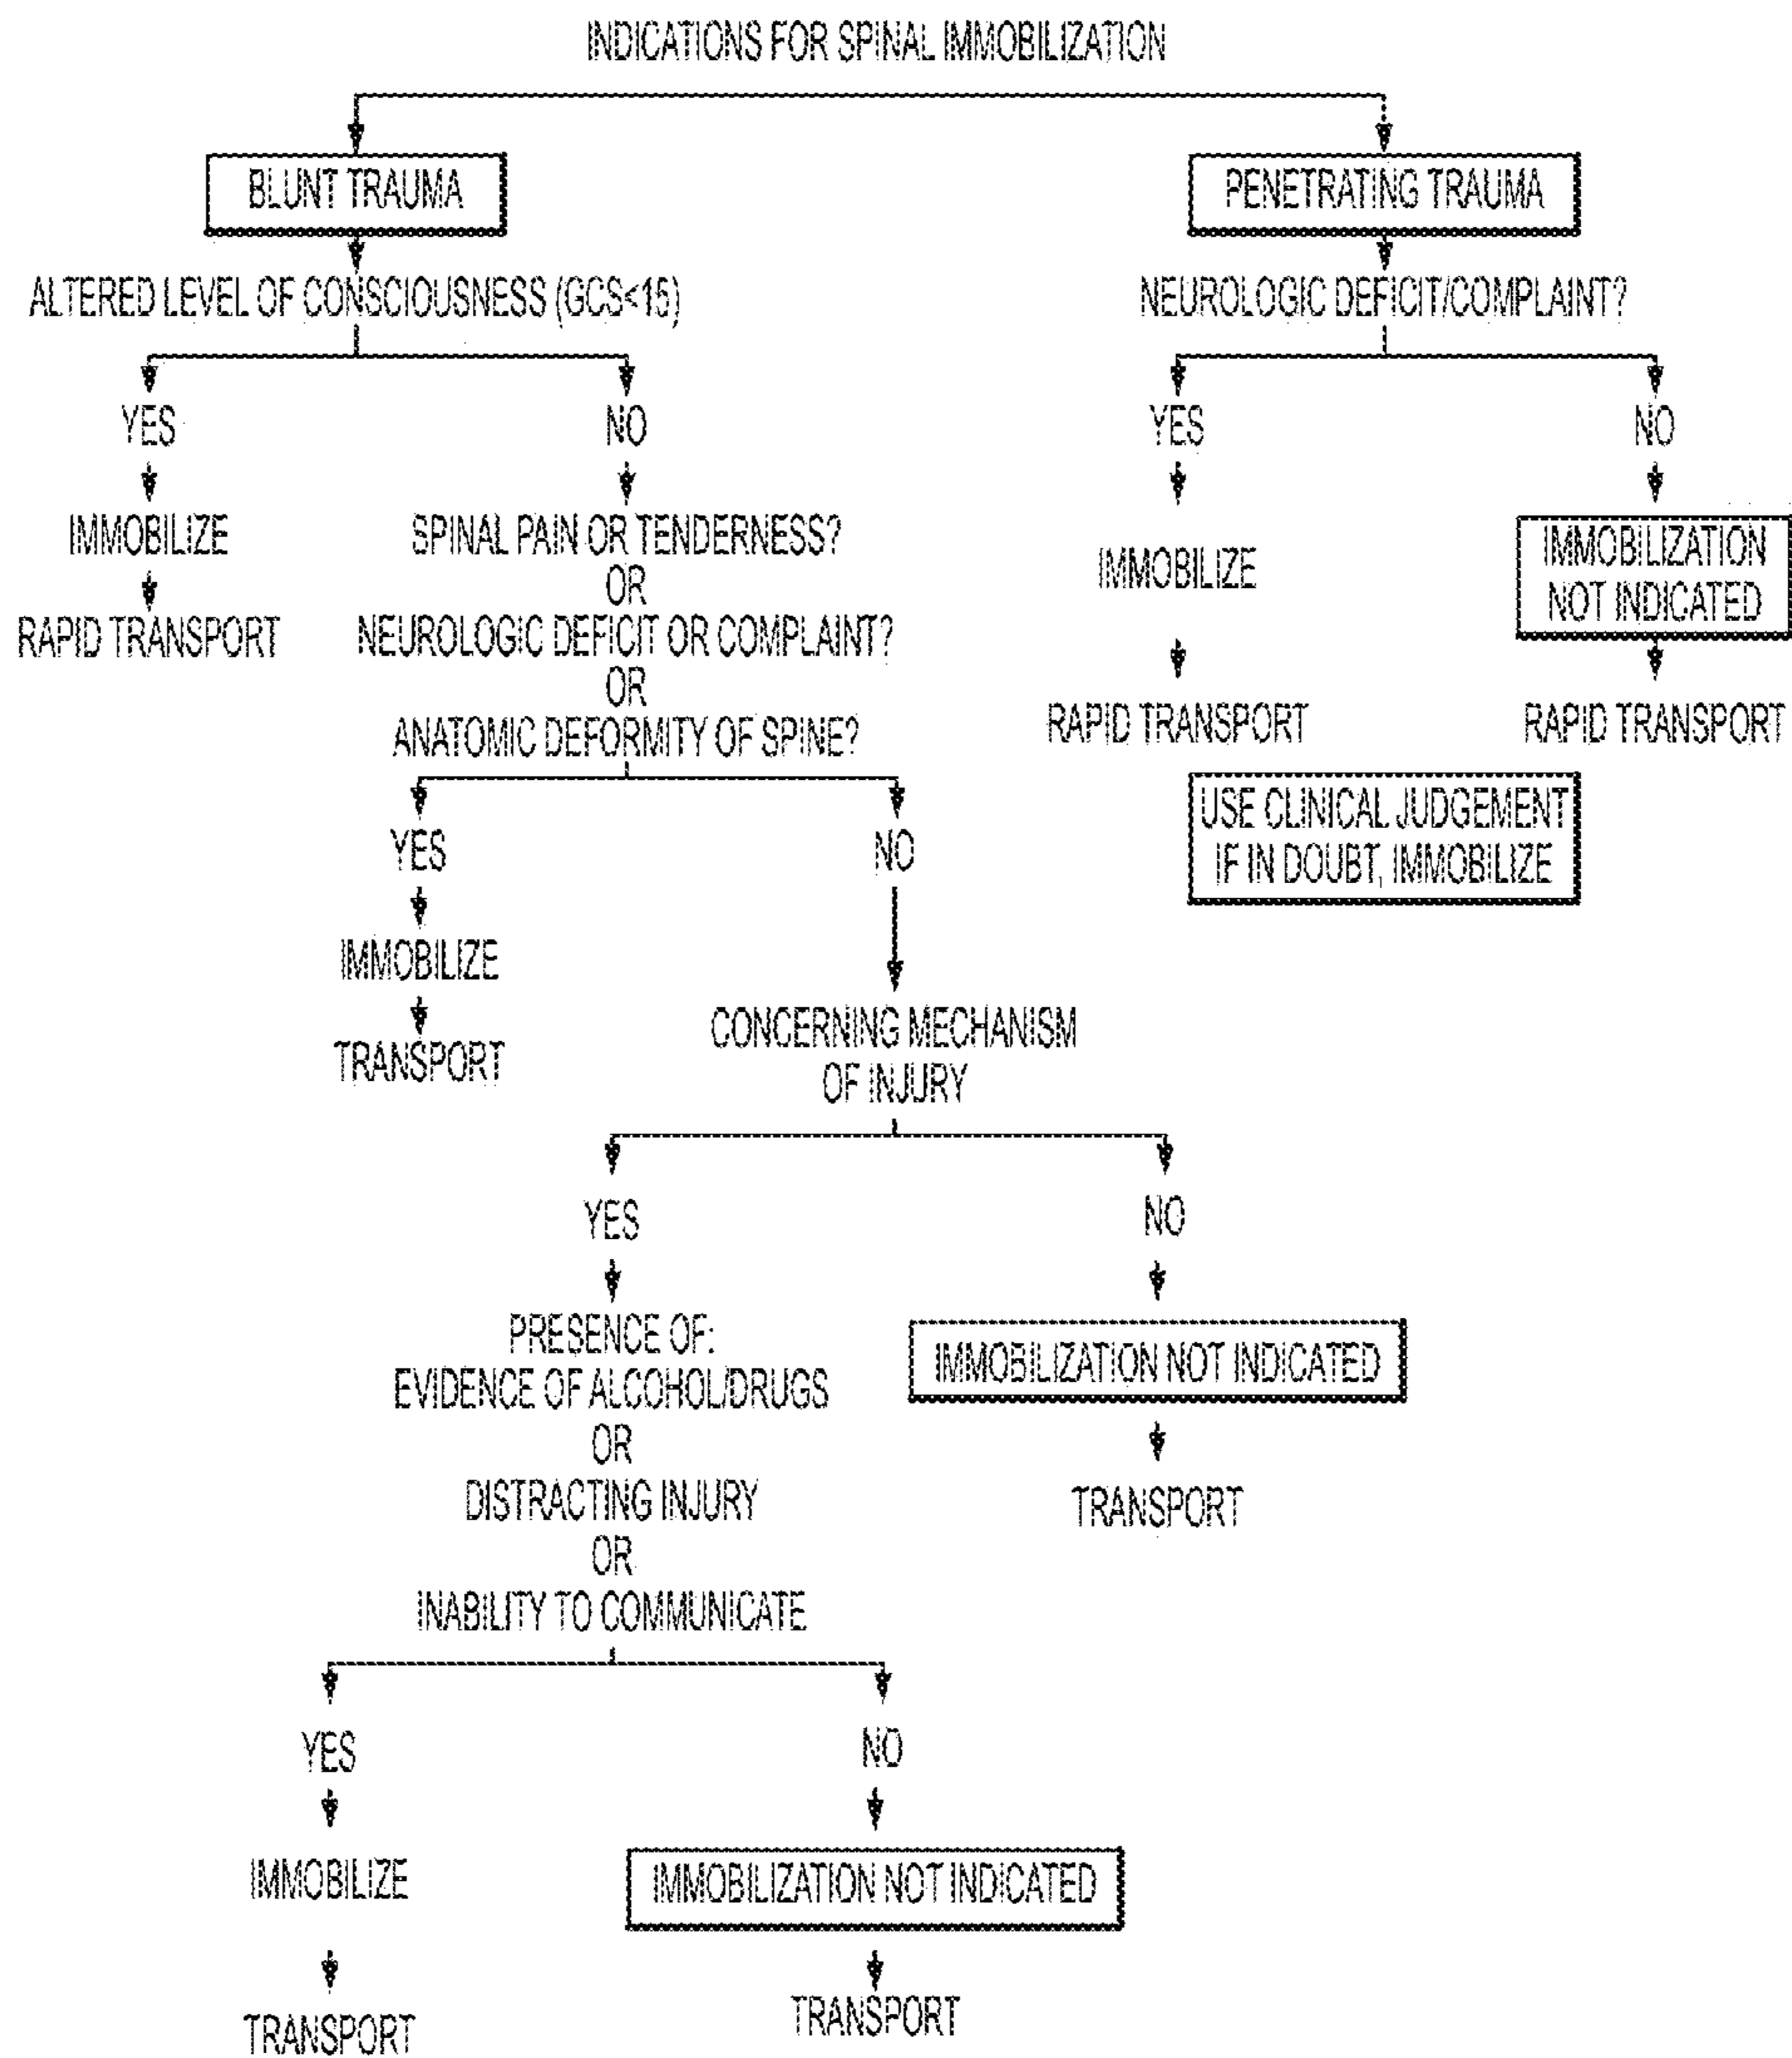 INDICATIONS FOR SPINAL IMMOBILIZATION
BLUNT TRAUMA
ALTERED LEVEL OF CONSCIOUSNESS (GCS<15)
YES
IMMOBILIZE
RAPID TRANSPORT
NO
SPINAL PAIN OR TENDERNESS?
OR
NEUROLOGIC DEFICIT OR COMPLAINT?
OR
ANATOMIC DEFORMITY OF SPINE?
YES
IMMOBILIZE
TRANSPORT
NO
CONCERNING MECHANISM
OF INJURY
YES
PRESENCE OF:
EVIDENCE OF ALCOHOL/DRUGS
OR
DISTRACTING INJURY
OR
INABILITY TO COMMUNICATE
YES
IMMOBILIZE
TRANSPORT
NO
IMMOBILIZATION NOT INDICATED
TRANSPORT
NO
IMMOBILIZATION NOT INDICATED
TRANSPORT
PENETRATING TRAUMA
NEUROLOGIC DEFICIT/COMPLAINT?
YES
IMMOBILIZE
RAPID TRANSPORT
NO
IMMOBILIZATION
NOT INDICATED
RAPID TRANSPORT
USE CLINICAL JUDGEMENT
IF IN DOUBT, IMMOBILIZE